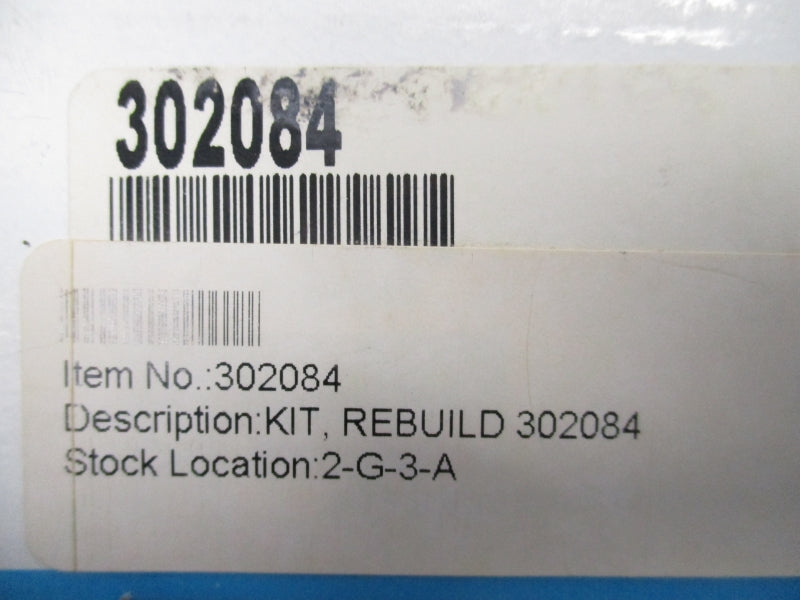 302084
Item No.:302084
Description:KIT, REBUILD 302084
Stock Location:2-G-3-A